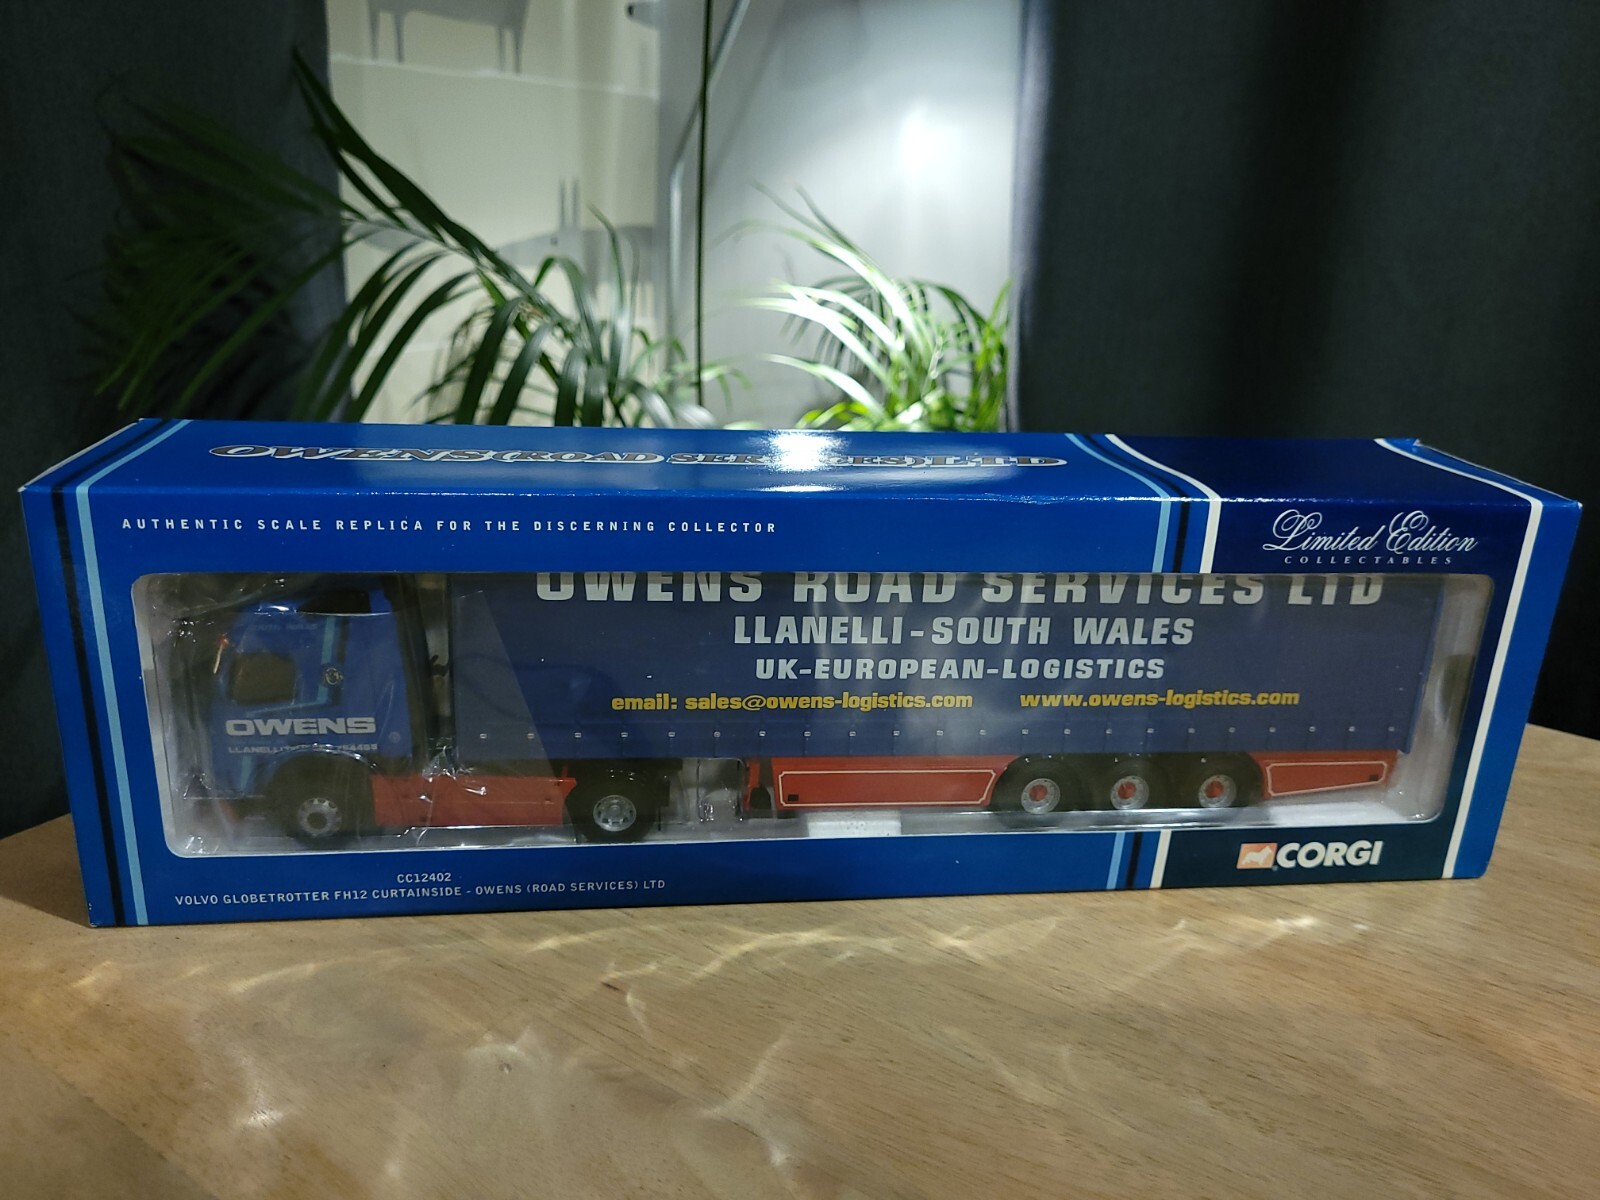 OWENS (ROAD SERVICES) LTD
AUTHENTIC SCALE REPLICA FOR THE DISCERNING COLLECTOR
Limited Edition
COLLECTABLES
OWENS ROAD SERVICES LTD
LLANELLI-SOUTH WALES
UK-EUROPEAN-LOGISTICS
email: sales@owens-logistics.com www.owens-logistics.com
OWENS
CORGI
CC12402
VOLVO GLOBETROTTER FH12 CURTAINSIDE - OWENS (ROAD SERVICES) LTD